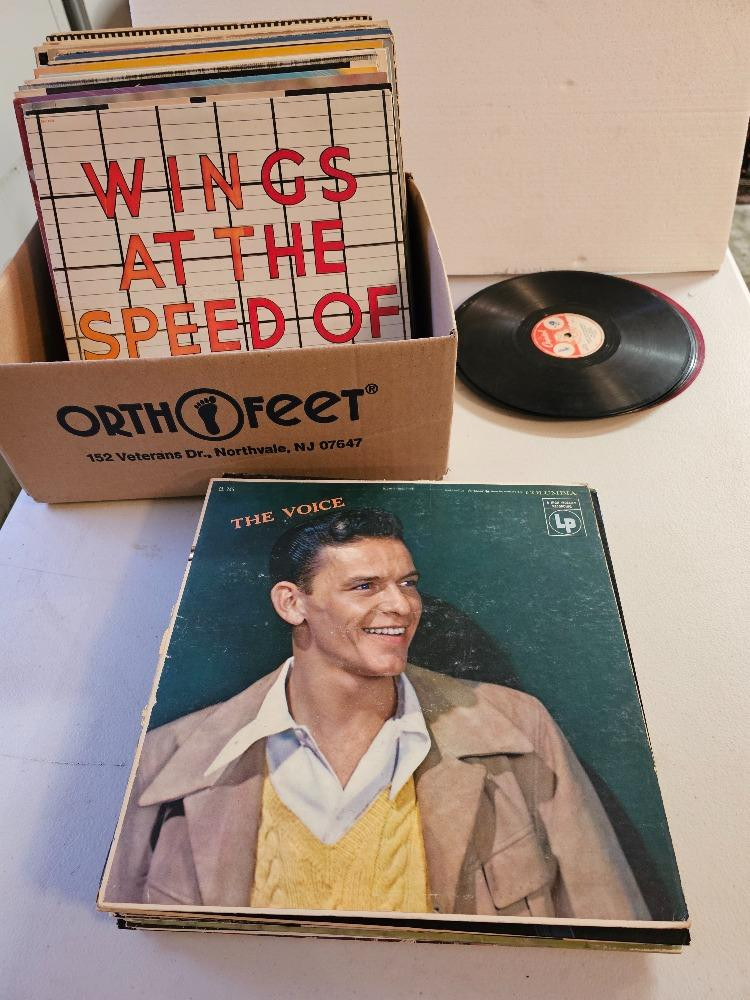 WINGS
AT THE
SPEED OF
ORTHOFEET®
152 Veterans Dr., Northvale, NJ 07647
THE VOICE
COLUMBIA
LP